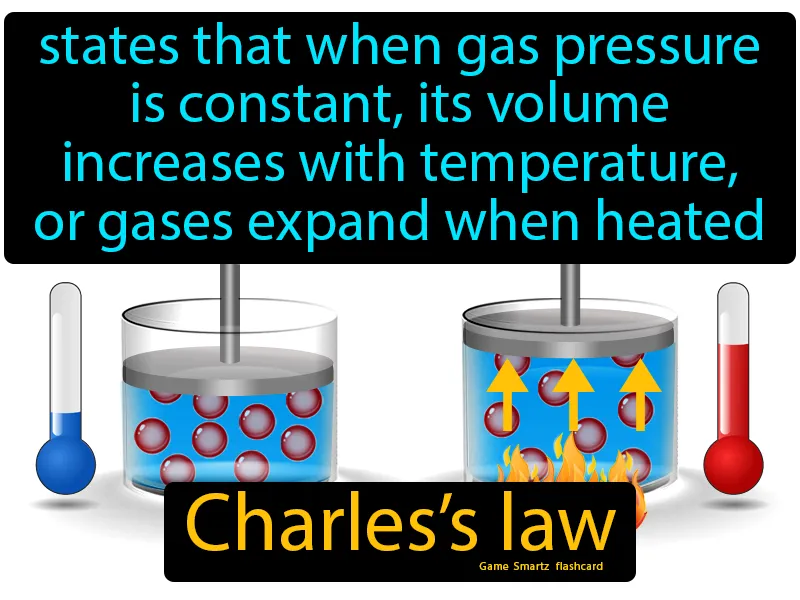 states that when gas pressure
is constant, its volume
increases with temperature,
or gases expand when heated
Charles’s law
Game Smartz flashcard